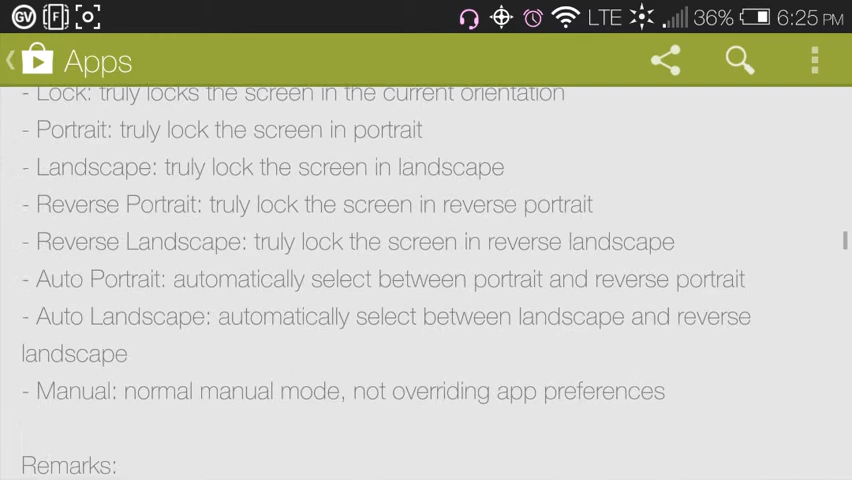 GV F LTE 36% 6:25 PM
Apps
- Lock: truly locks the screen in the current orientation
- Portrait: truly lock the screen in portrait
- Landscape: truly lock the screen in landscape
- Reverse Portrait: truly lock the screen in reverse portrait
- Reverse Landscape: truly lock the screen in reverse landscape
- Auto Portrait: automatically select between portrait and reverse portrait
- Auto Landscape: automatically select between landscape and reverse
landscape
- Manual: normal manual mode, not overriding app preferences
Remarks: